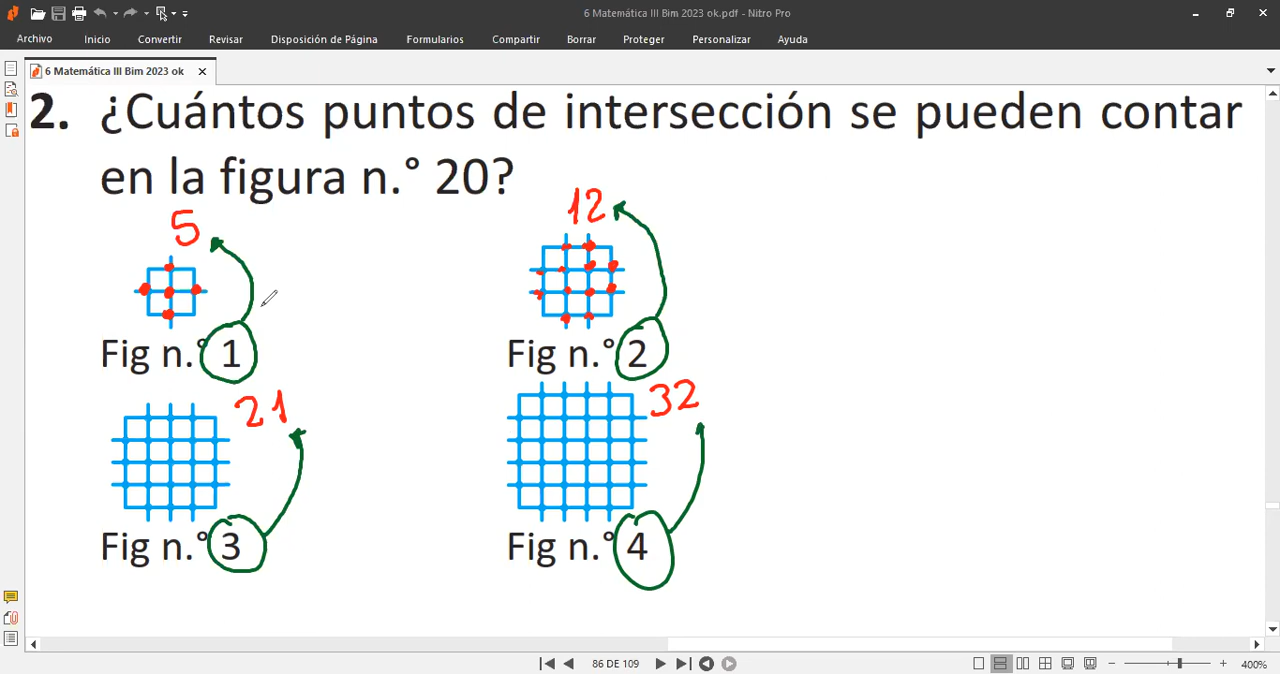 6 Matemática III Bim 2023 ok.pdf - Nitro Pro
Archivo Inicio Convertir Revisar Disposición de Página Formularios Compartir Borrar Proteger Personalizar Ayuda
6 Matemática III Bim 2023 ok
2. ¿Cuántos puntos de intersección se pueden contar
en la figura n.° 20?
5 12
Fig n.° 1 Fig n.° 2
21 32
Fig n.° 3 Fig n.° 4
86 DE 109 400%